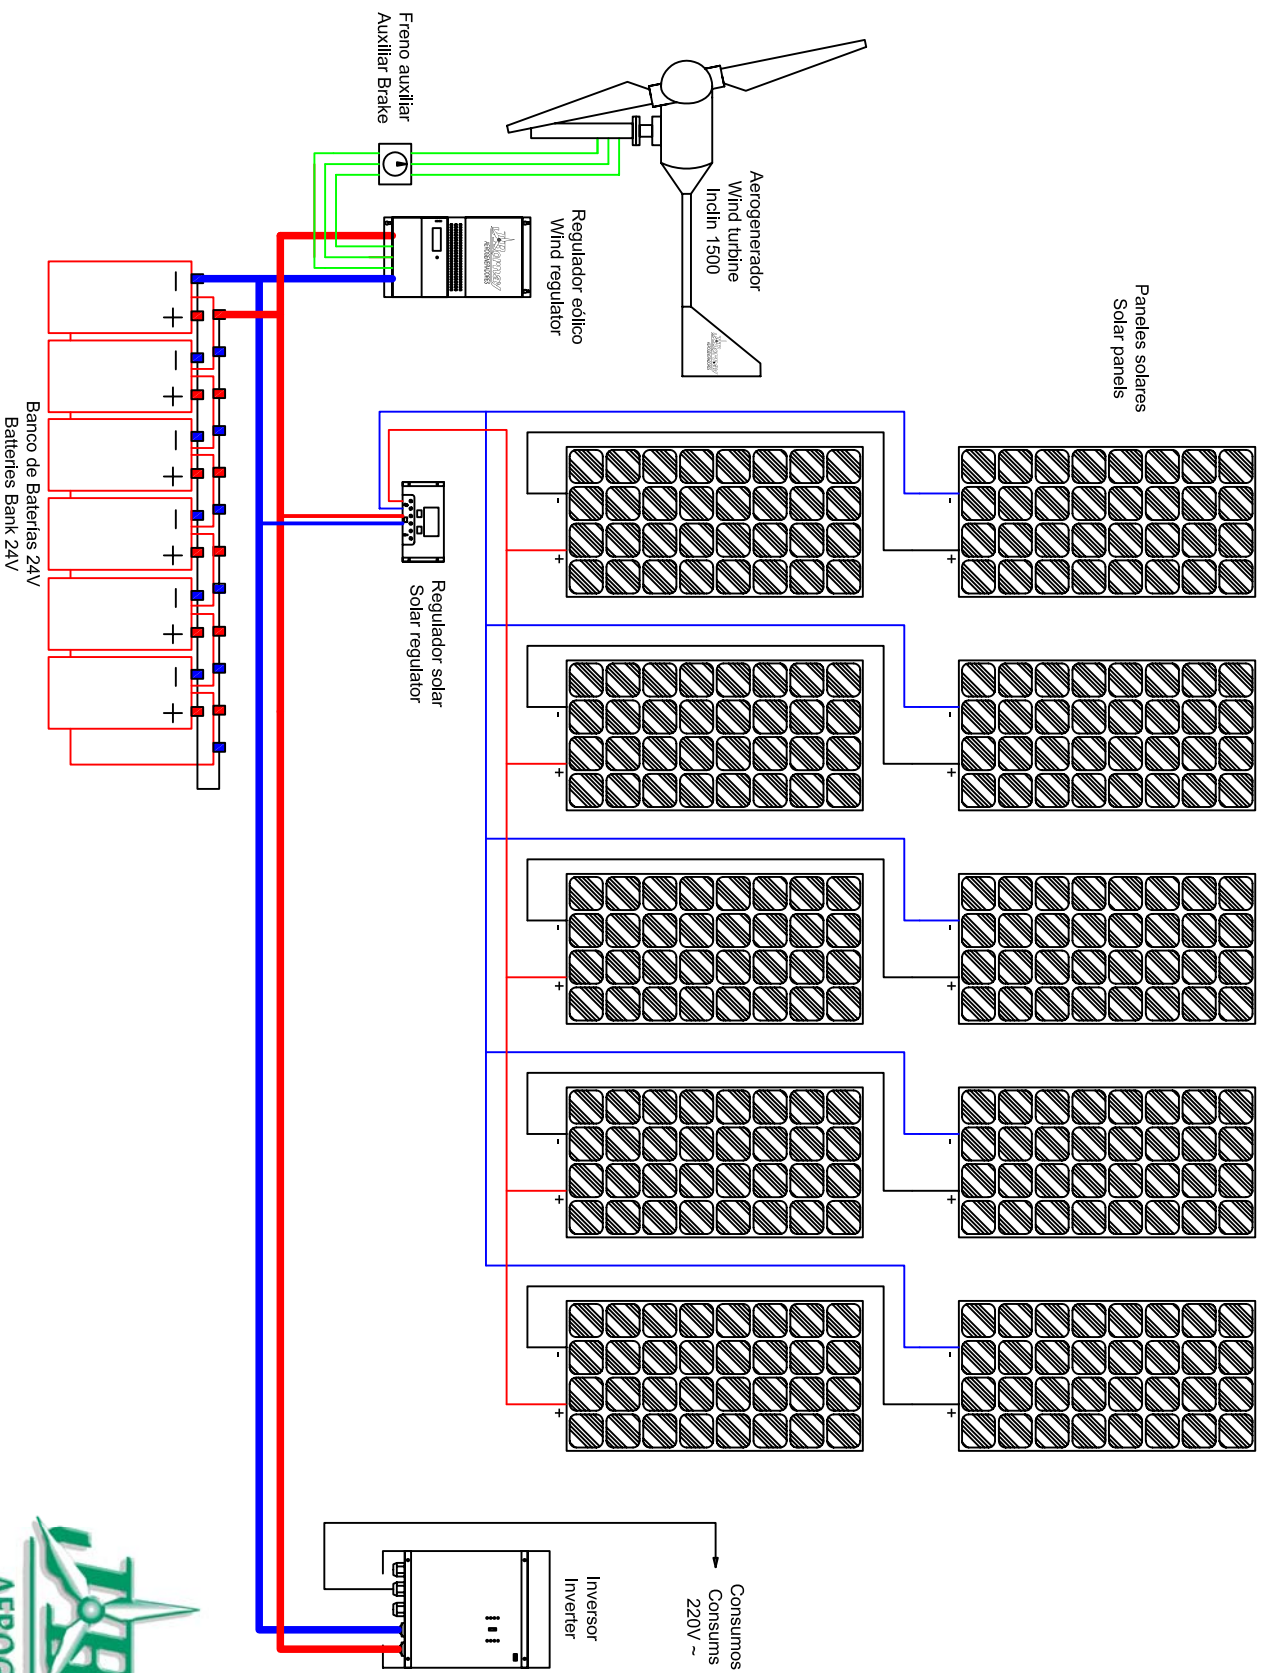 Paneles solares
Solar panels
Aerogenerador
Wind turbine
Inclin 1500
Freno auxiliar
Auxiliar Brake
Regulador eólico
Wind regulator
Regulador solar
Solar regulator
Banco de Baterías 24V
Batteries Bank 24V
Inversor
Inverter
Consumos
Consums
220V ~